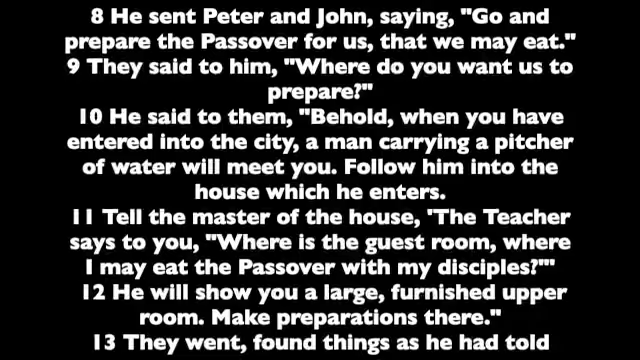 8 He sent Peter and John, saying, "Go and
prepare the Passover for us, that we may eat."
9 They said to him, "Where do you want us to
prepare?"
10 He said to them, "Behold, when you have
entered into the city, a man carrying a pitcher
of water will meet you. Follow him into the
house which he enters.
11 Tell the master of the house, 'The Teacher
says to you, "Where is the guest room, where
I may eat the Passover with my disciples?"'
12 He will show you a large, furnished upper
room. Make preparations there."
13 They went, found things as he had told